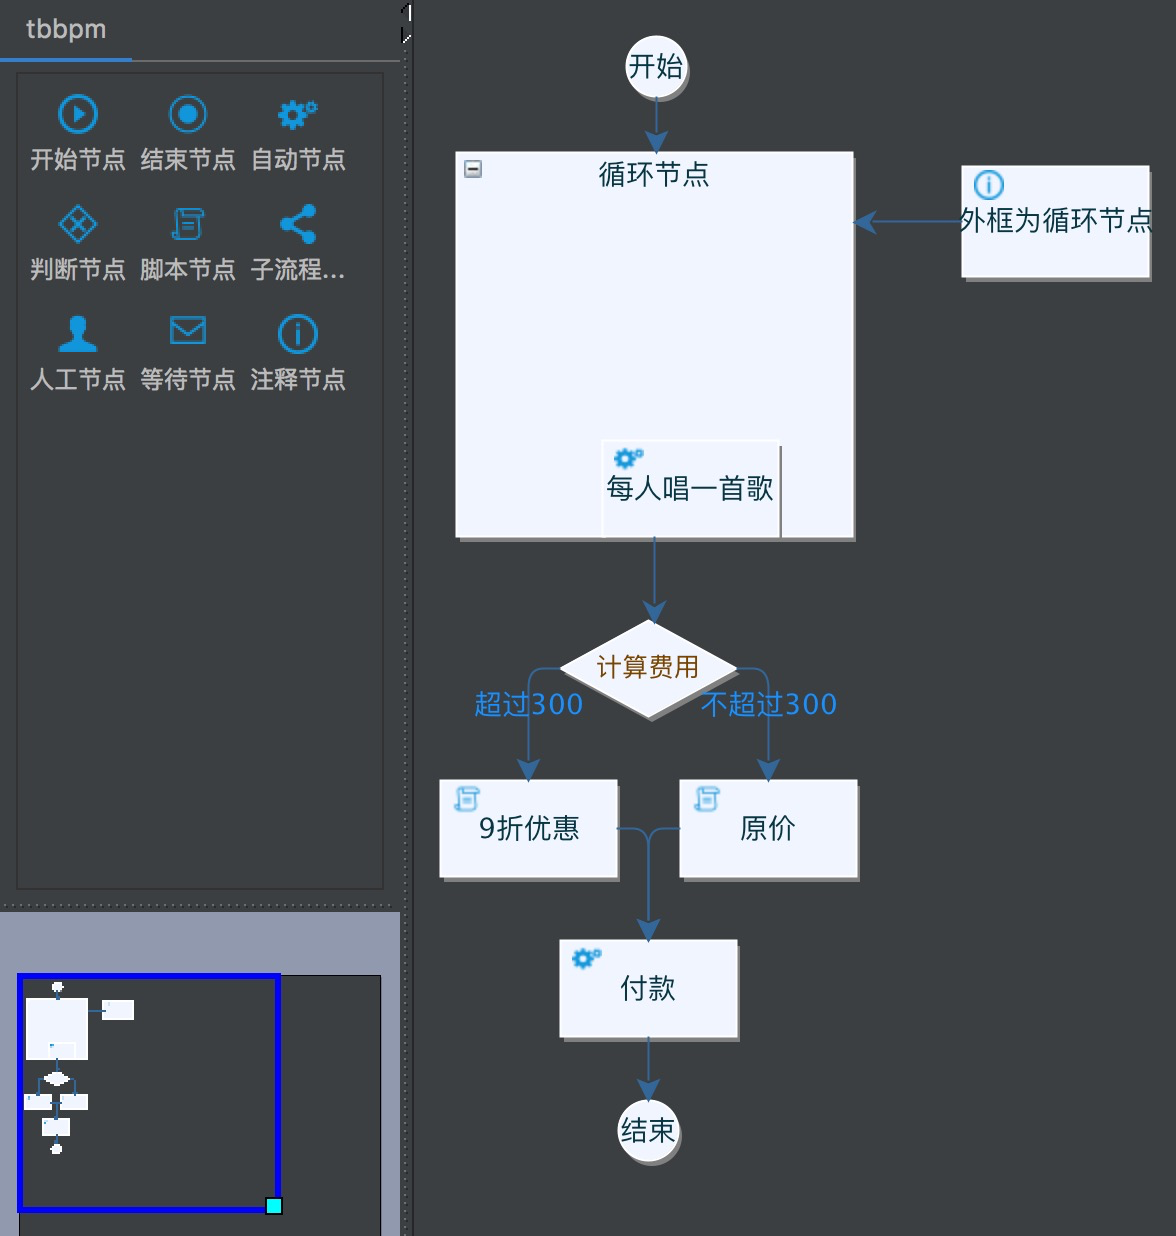 tbbpm
开始节点 结束节点 自动节点
判断节点 脚本节点 子流程...
人工节点 等待节点 注释节点
开始
循环节点
外框为循环节点
每人唱一首歌
计算费用
超过300 不超过300
9折优惠 原价
付款
结束